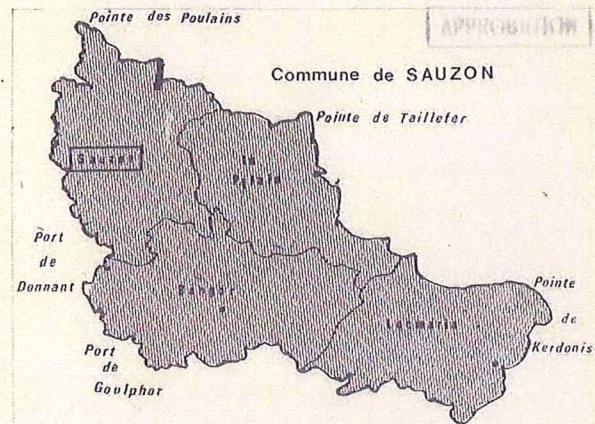 Pointe des Poulains
APPROBATION
Commune de SAUZON
Pointe de Taillefer
Sauzon
le
Palais
Port
de
Donnant
Bangor
Pointe
de
Kerdonis
Locmaria
Port
de
Goulphar